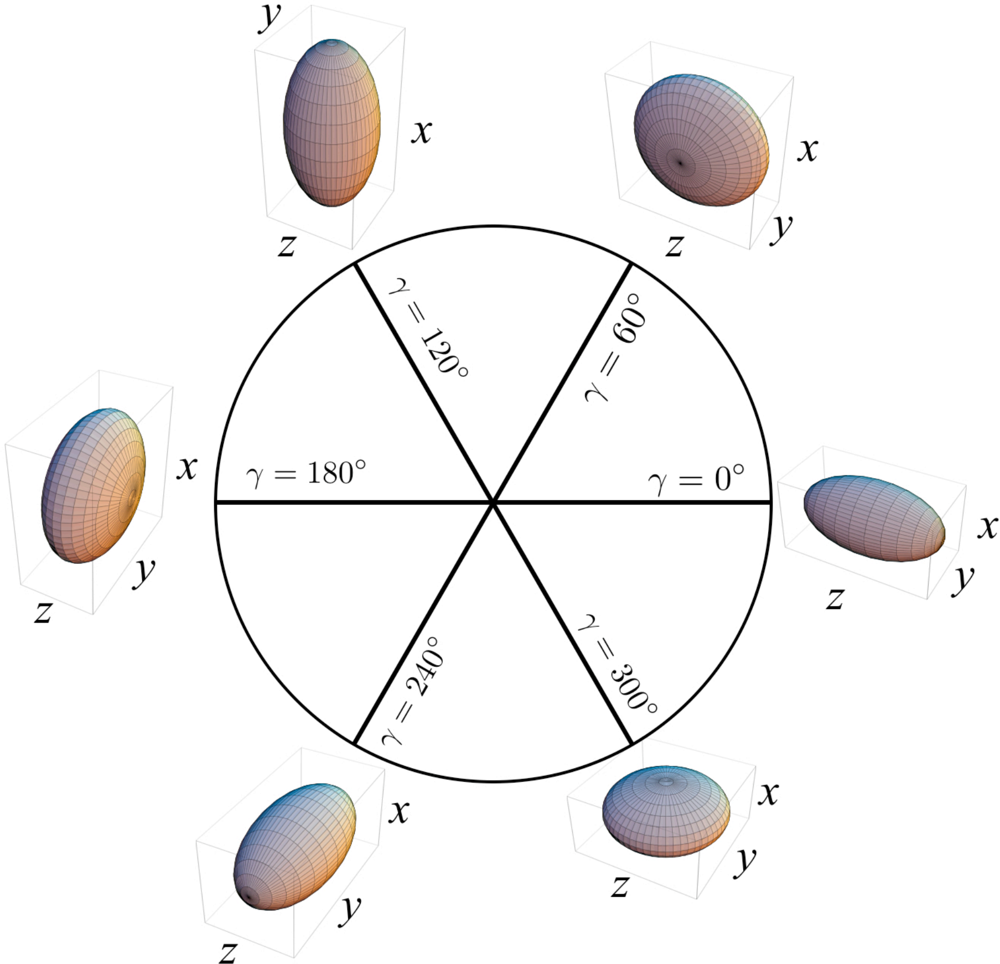 y
x
z
x
y
z
γ = 120°
γ = 60°
x
y
z
γ = 180°
γ = 0°
x
y
z
γ = 240°
γ = 300°
x
y
z
x
y
z